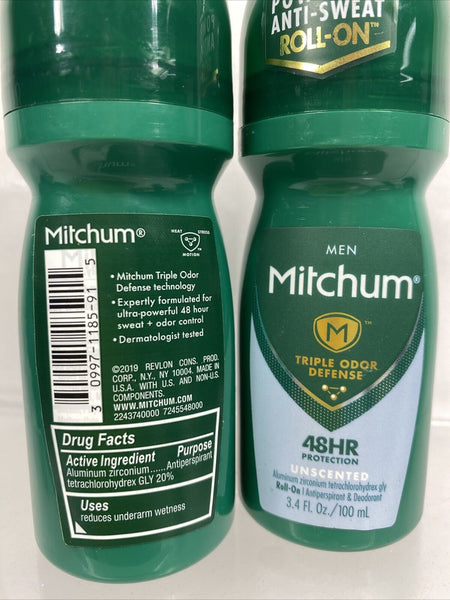 Mitchum®
HEAT
STRESS
MOTION
• Mitchum Triple Odor
Defense technology
• Expertly formulated for
ultra-powerful 48 hour
sweat + odor control
• Dermatologist tested
3 0997-1185-91 5
©2019 REVLON CONS. PROD.
CORP., N.Y., NY 10004. MADE IN
U.S.A. WITH U.S. AND NON-U.S.
COMPONENTS.
WWW.MITCHUM.COM
2243740000 7245548000
Drug Facts
Active Ingredient Purpose
Aluminum zirconium......Antiperspirant
tetrachlorohydrex GLY 20%
Uses
reduces underarm wetness
ANTI-SWEAT
ROLL-ON™
MEN
Mitchum®
M™
TRIPLE ODOR
DEFENSE
48HR
PROTECTION
UNSCENTED
Aluminum zirconium tetrachlorohydrex gly
Roll-On | Antiperspirant & Deodorant
3.4 Fl. Oz./100 mL